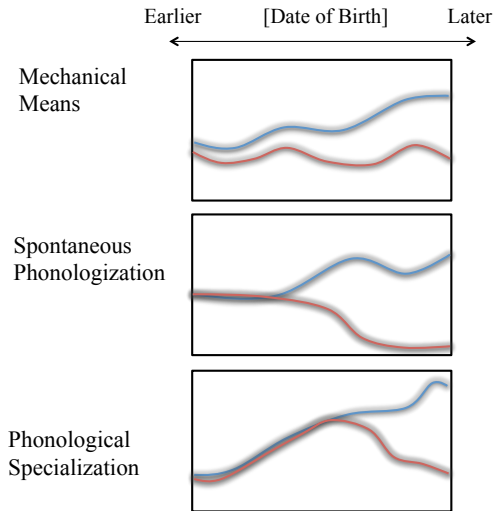 Earlier [Date of Birth] Later
Mechanical
Means
Spontaneous
Phonologization
Phonological
Specialization